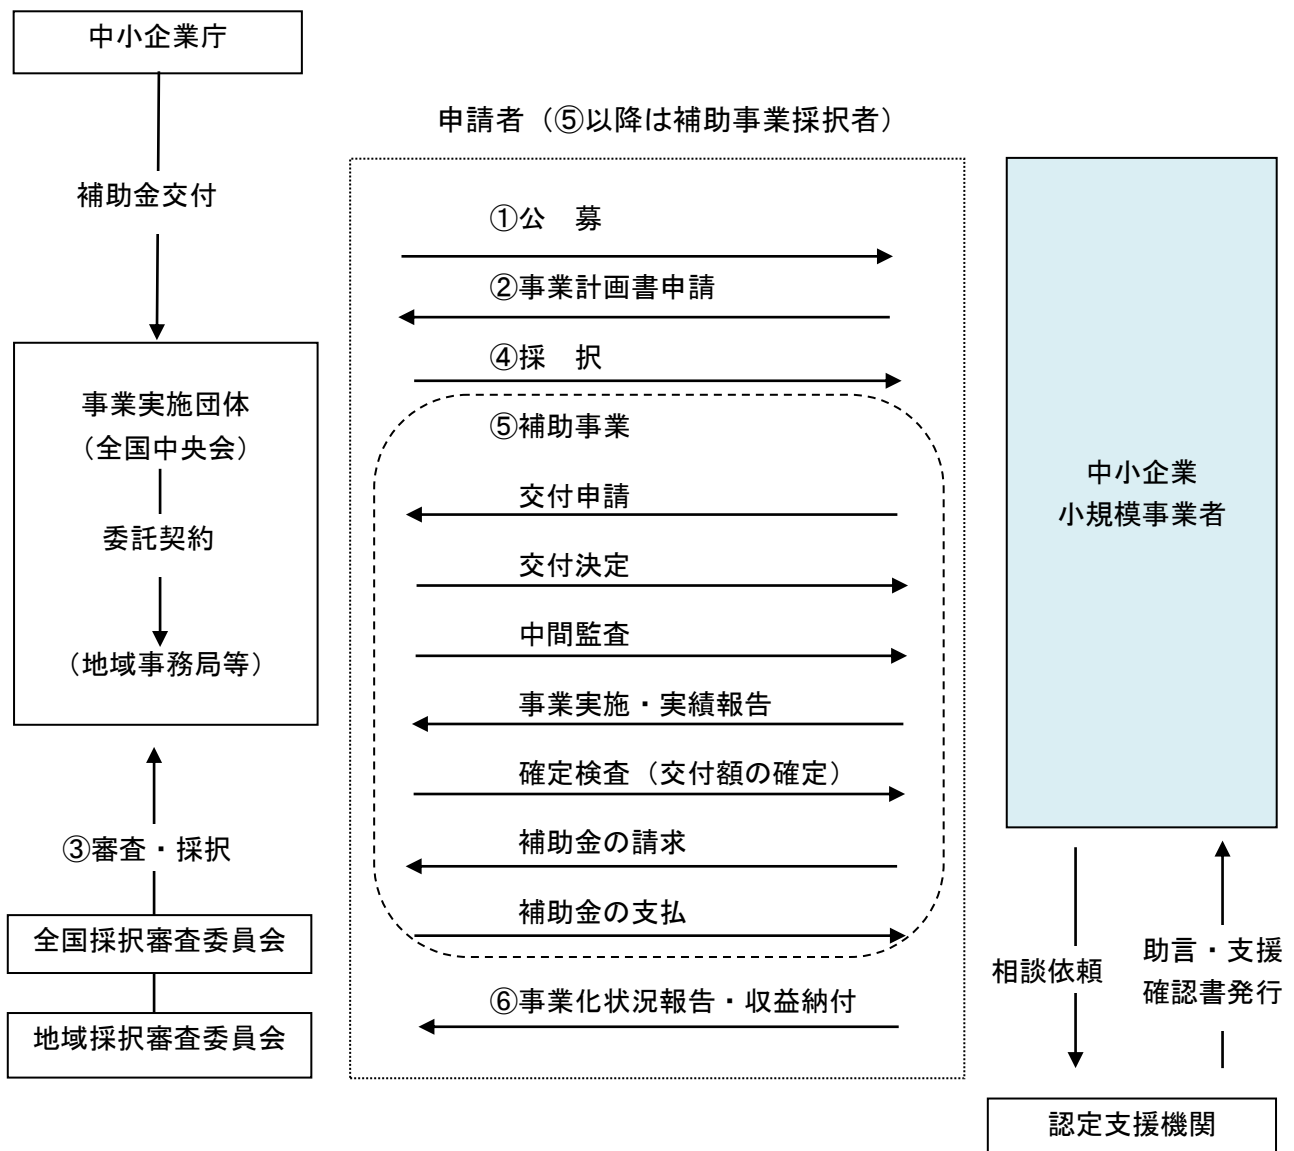 中小企業庁
補助金交付
事業実施団体
(全国中央会)
委託契約
(地域事務局等)
③審査・採択
全国採択審査委員会
地域採択審査委員会
申請者(⑤以降は補助事業採択者)
①公 募
②事業計画書申請
④採 択
⑤補助事業
交付申請
交付決定
中間監査
事業実施・実績報告
確定検査(交付額の確定)
補助金の請求
補助金の支払
⑥事業化状況報告・収益納付
中小企業
小規模事業者
相談依頼
助言・支援
確認書発行
認定支援機関